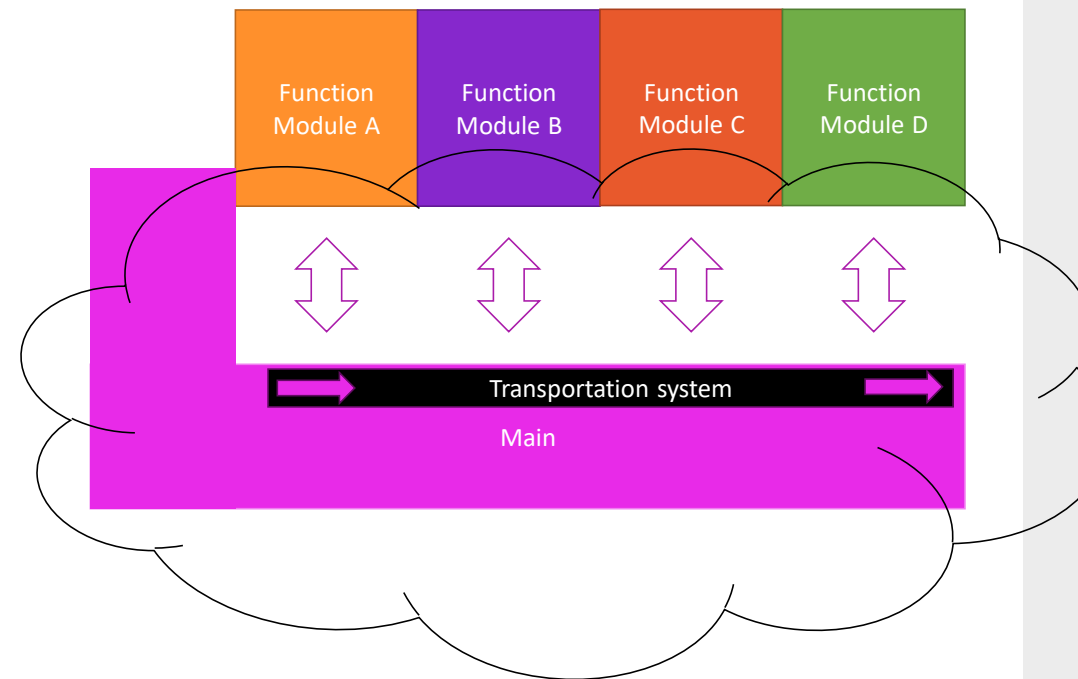 Function
Module A
Function
Module B
Function
Module C
Function
Module D
Transportation system
Main